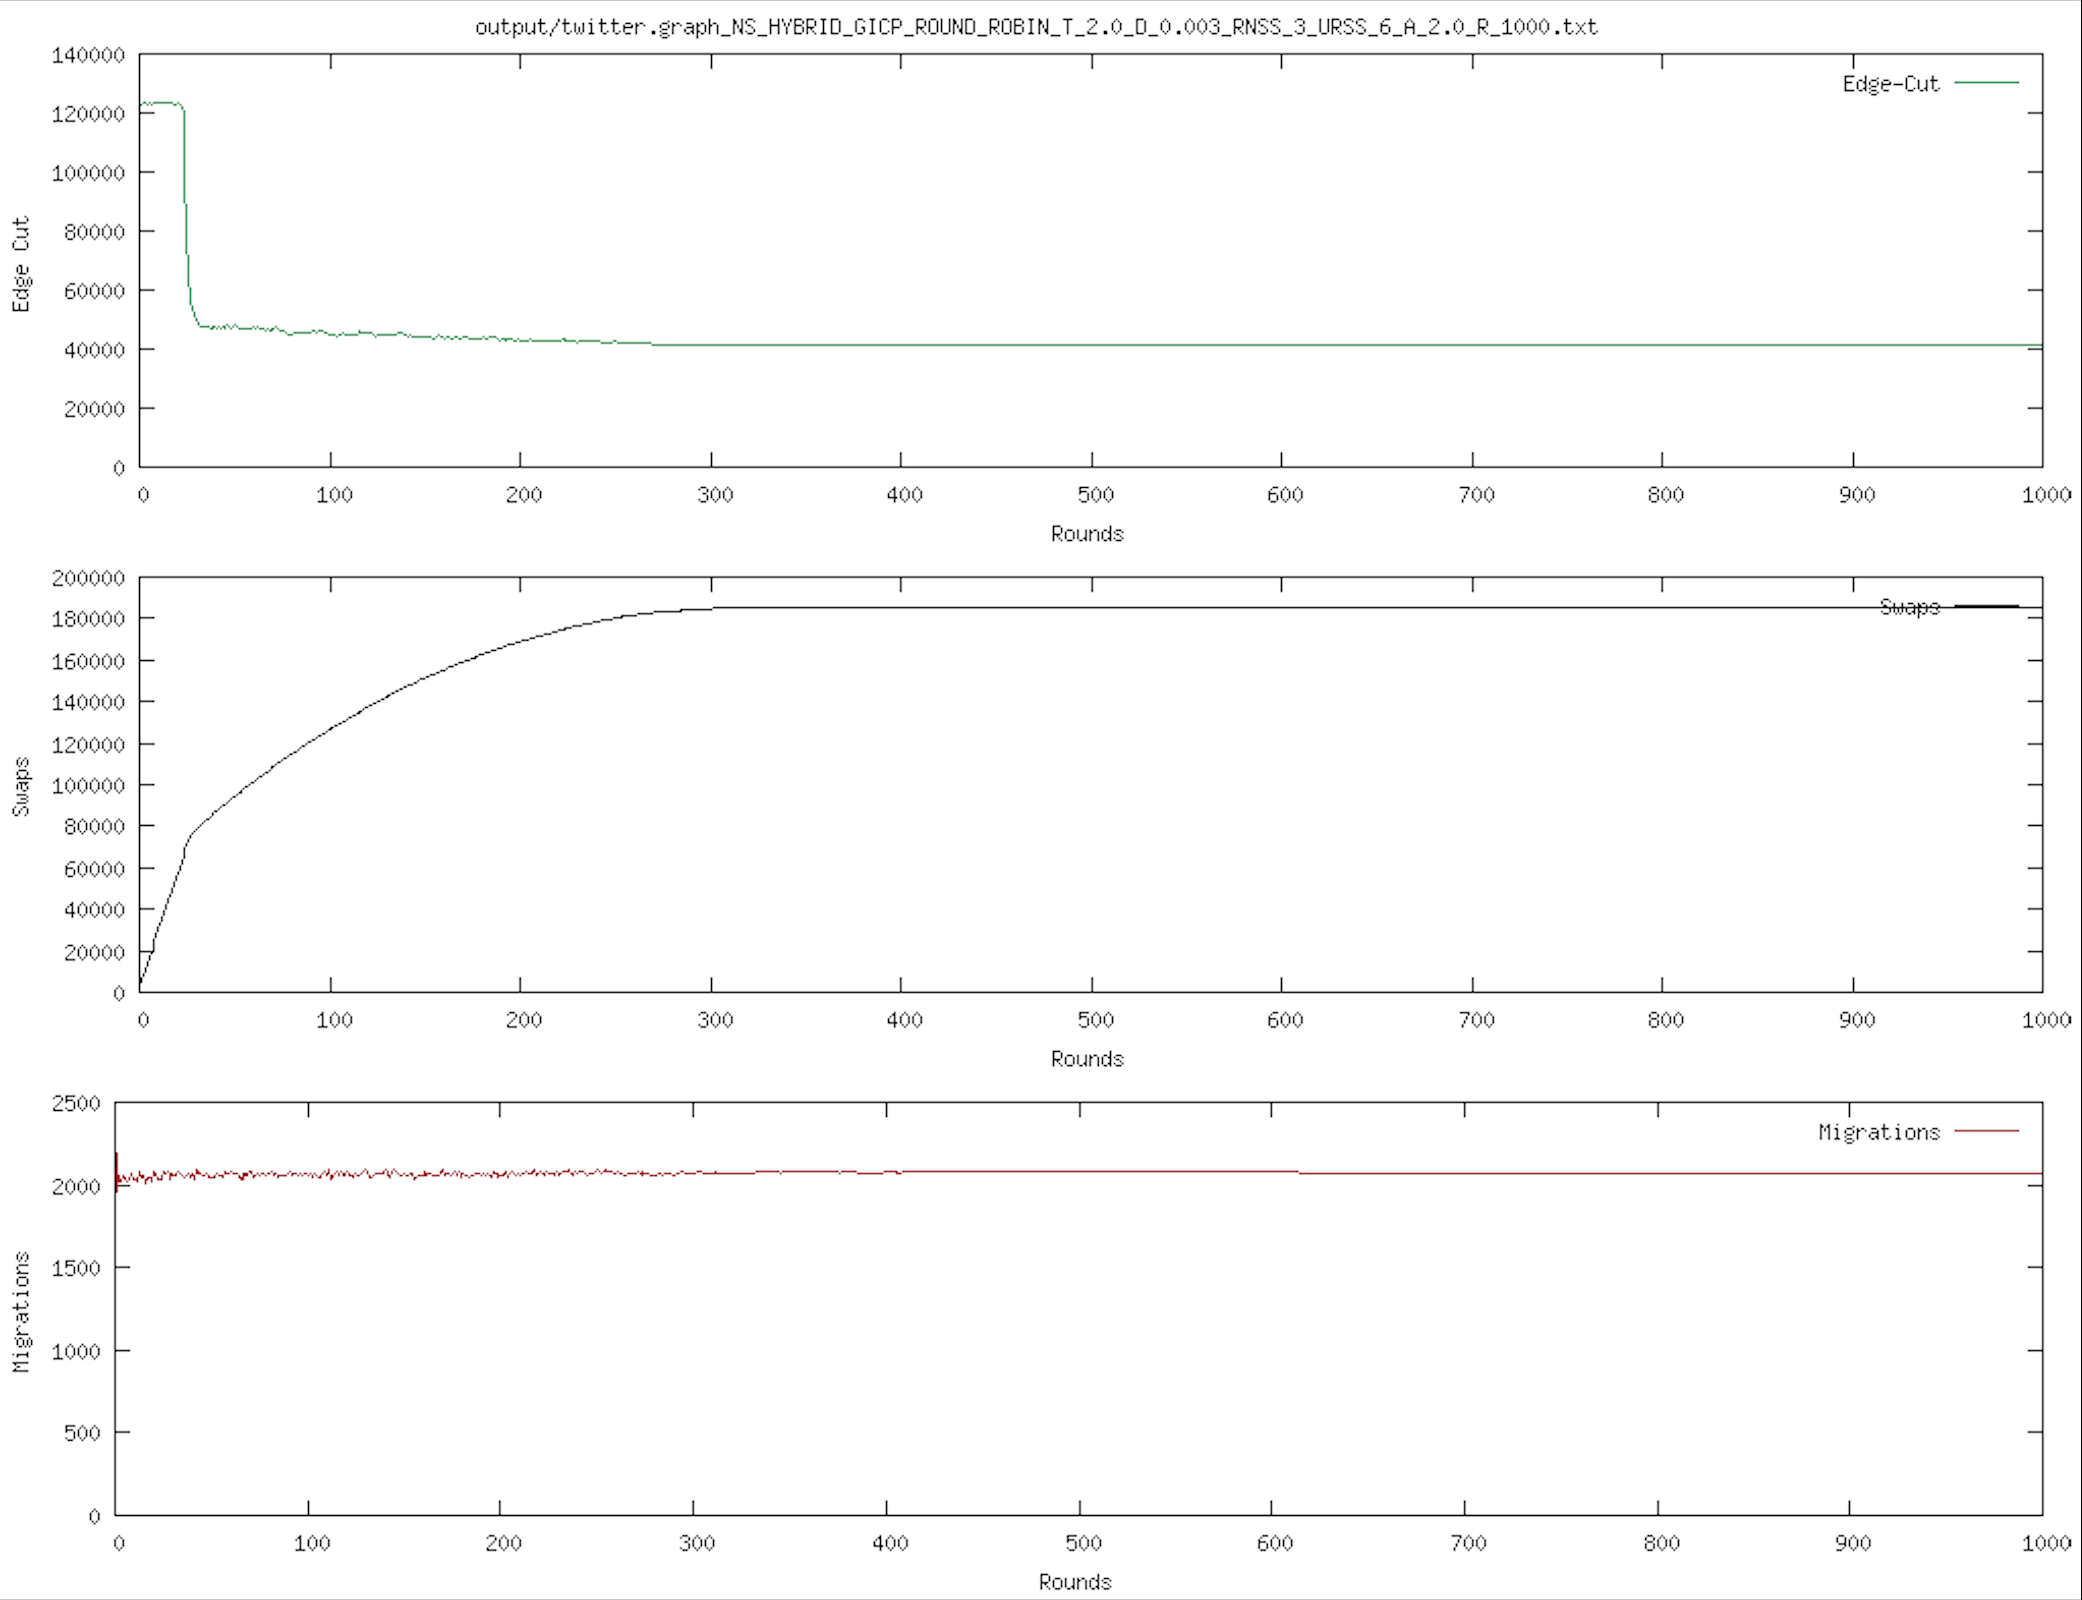 output/twitter.graph_NS_HYBRID_GICP_ROUND_ROBIN_T_2.0_D_0.003_RNSS_3_URSS_6_A_2.0_R_1000.txt
140000
120000
100000
80000
60000
40000
20000
0
Edge Cut
Edge-Cut
0 100 200 300 400 500 600 700 800 900 1000
Rounds
200000
180000
160000
140000
120000
100000
80000
60000
40000
20000
0
Swaps
Swaps
0 100 200 300 400 500 600 700 800 900 1000
Rounds
2500
2000
1500
1000
500
0
Migrations
Migrations
0 100 200 300 400 500 600 700 800 900 1000
Rounds